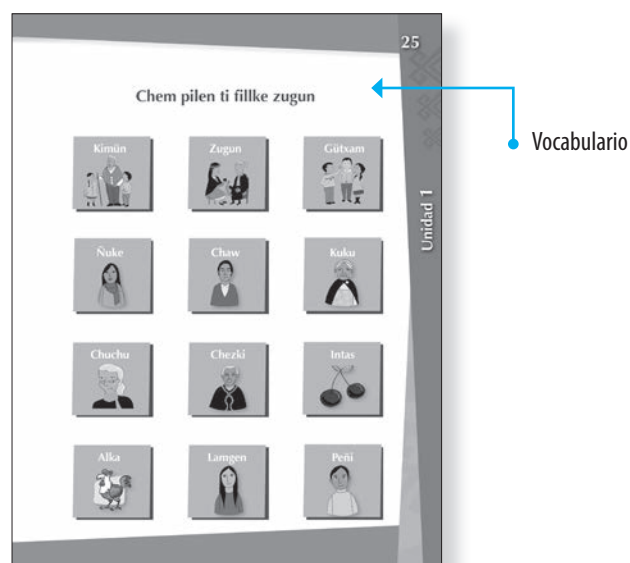 25
Chem pilen ti fillke zugun
Vocabulario
Kimün Zugun Gütxam
Unidad 1
Ñuke Chaw Kuku
Chuchu Chezki Intas
Alka Lamgen Peñi